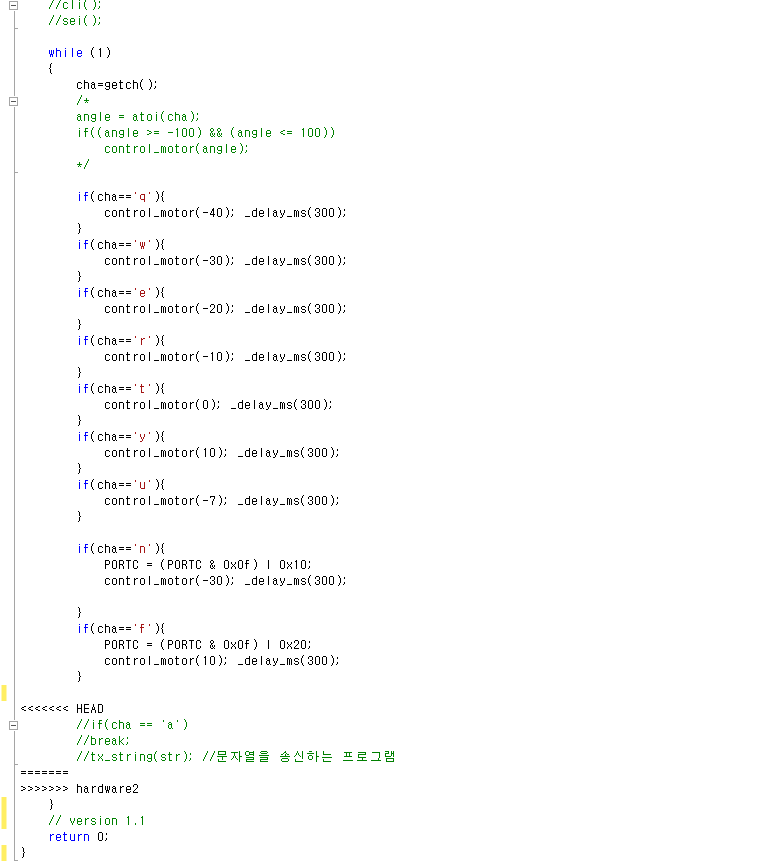 //cli();
//sei();
while (1)
{
cha=getch();
/*
angle = atoi(cha);
if((angle >= -100) && (angle <= 100))
control_motor(angle);
*/
if(cha=='q'){
control_motor(-40); _delay_ms(300);
}
if(cha=='w'){
control_motor(-30); _delay_ms(300);
}
if(cha=='e'){
control_motor(-20); _delay_ms(300);
}
if(cha=='r'){
control_motor(-10); _delay_ms(300);
}
if(cha=='t'){
control_motor(0); _delay_ms(300);
}
if(cha=='y'){
control_motor(10); _delay_ms(300);
}
if(cha=='u'){
control_motor(-7); _delay_ms(300);
}
if(cha=='n'){
PORTC = (PORTC & 0x0f) | 0x10;
control_motor(-30); _delay_ms(300);
}
if(cha=='f'){
PORTC = (PORTC & 0x0f) | 0x20;
control_motor(10); _delay_ms(300);
}
<<<<<<< HEAD
//if(cha == 'a')
//break;
//tx_string(str); //문자열을 송신하는 프로그램
=======
>>>>>>> hardware2
}
// version 1.1
return 0;
}